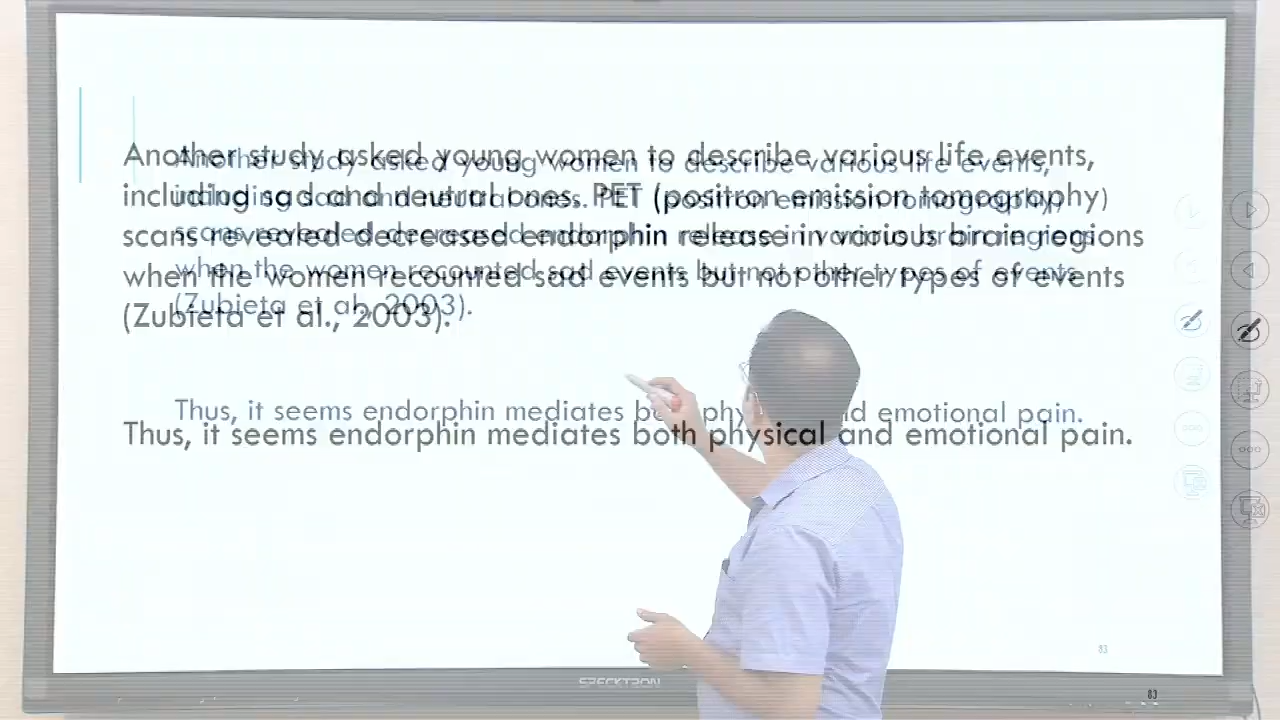 Another study asked young women to describe various life events,
including sad and neutral ones. PET (positron emission tomography)
scans revealed decreased endorphin release in various brain regions
when the women recounted sad events but not other types of events
(Zubieta et al., 2003).
Thus, it seems endorphin mediates both physical and emotional pain.
83
SPECKTRON